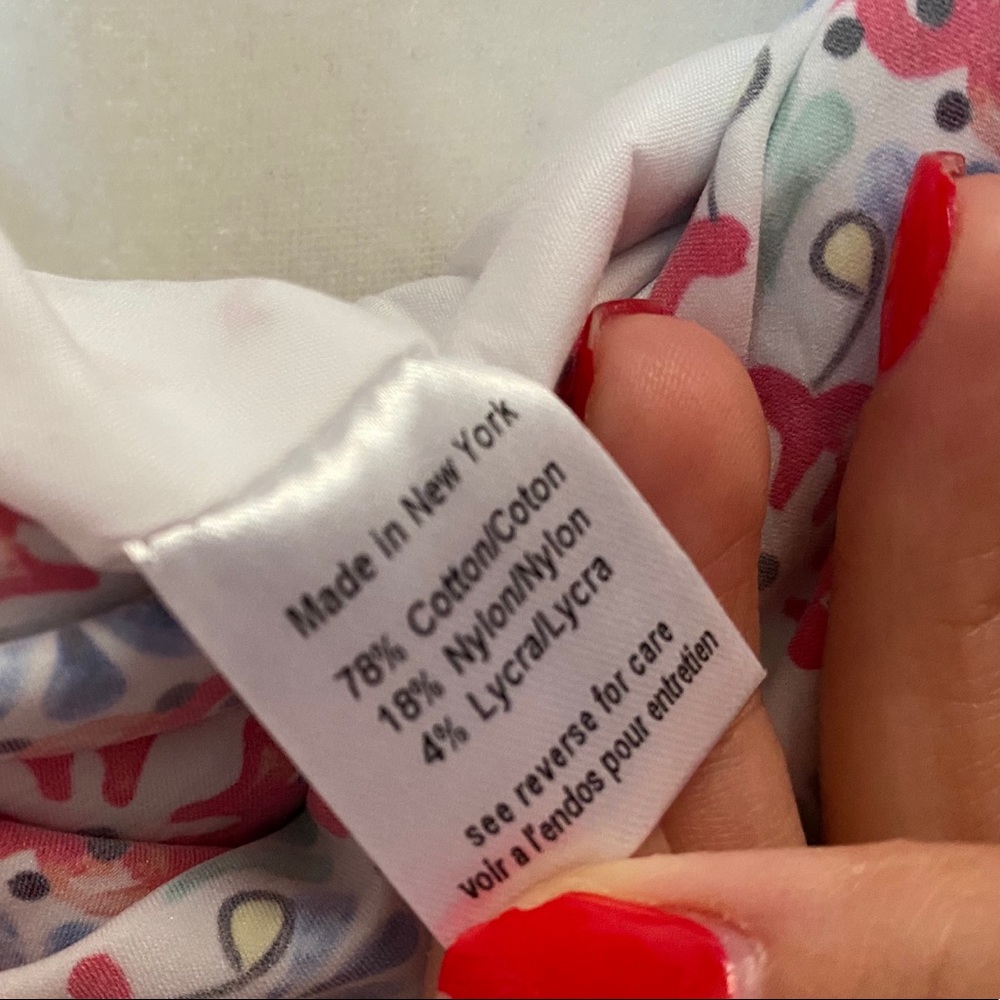 Made in New York
78% Cotton/Coton
18% Nylon/Nylon
4% Lycra/Lycra
see reverse for care
voir a l'endos pour entretien